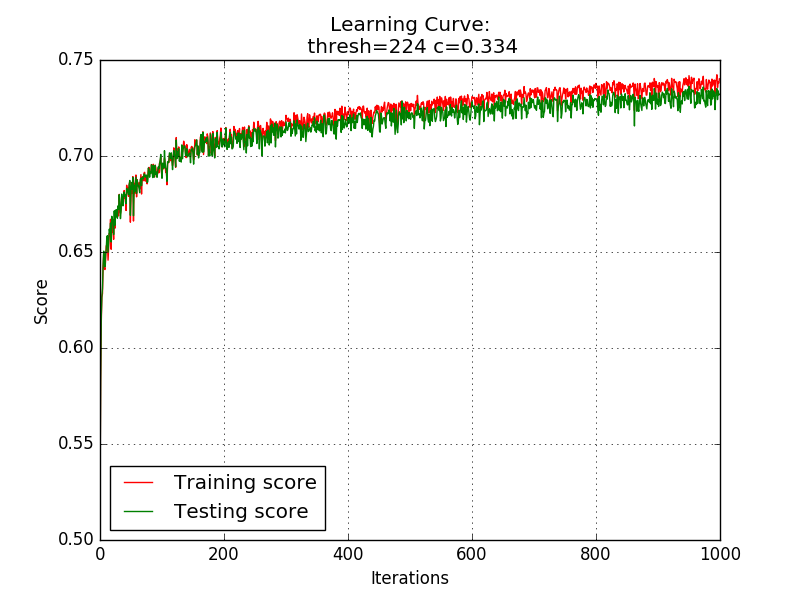 Learning Curve:
thresh=224 c=0.334
0.75
0.70
0.65
0.60
0.55
0.50
Score
Training score
Testing score
0 200 400 600 800 1000
Iterations